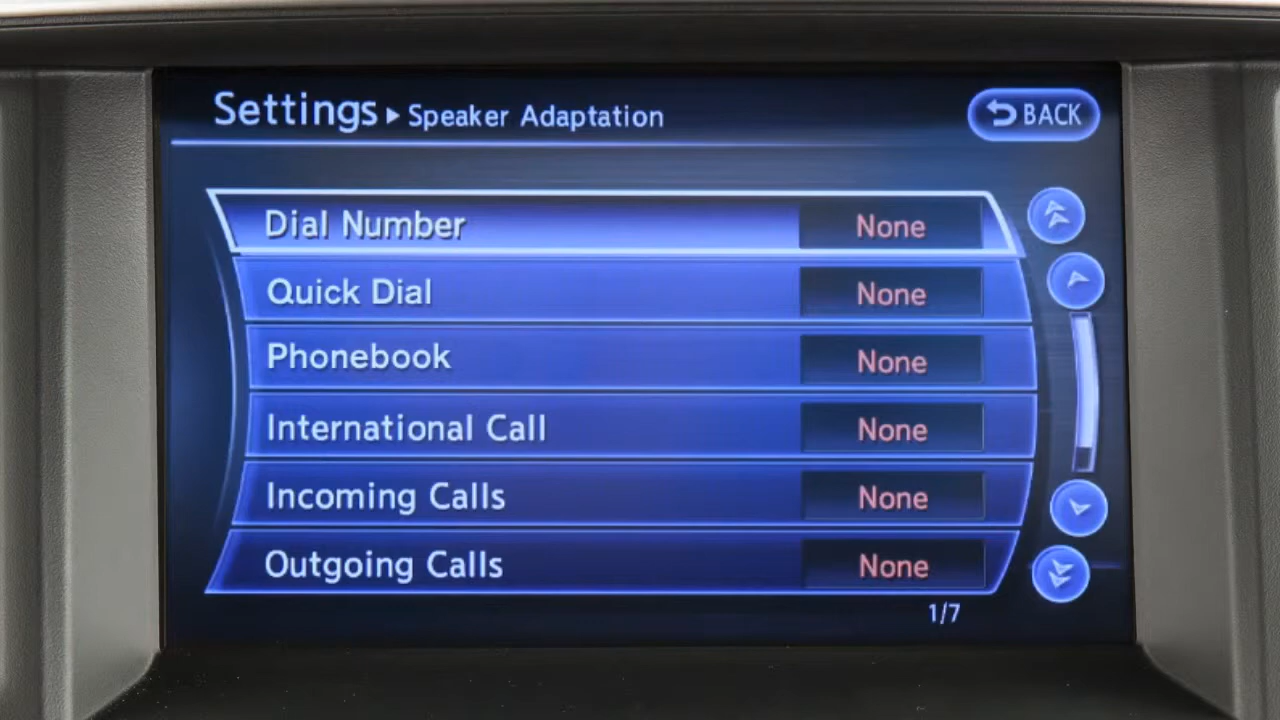 Settings ▸ Speaker Adaptation
BACK
Dial Number None
Quick Dial None
Phonebook None
International Call None
Incoming Calls None
Outgoing Calls None
1/7